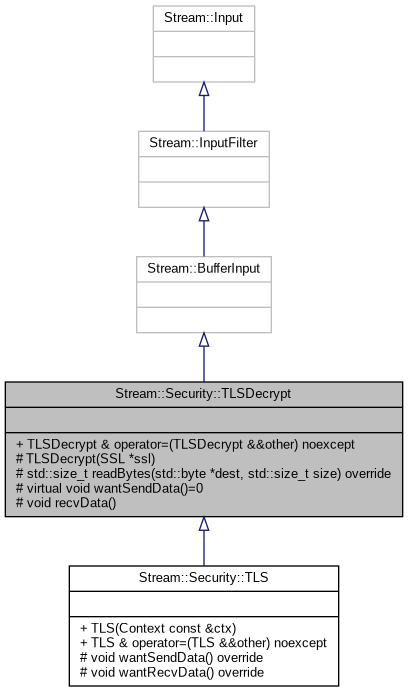 Stream::Input
Stream::InputFilter
Stream::BufferInput
Stream::Security::TLSDecrypt
+ TLSDecrypt & operator=(TLSDecrypt &&other) noexcept
# TLSDecrypt(SSL *ssl)
# std::size_t readBytes(std::byte *dest, std::size_t size) override
# virtual void wantSendData()=0
# void recvData()
Stream::Security::TLS
+ TLS(Context const &ctx)
+ TLS & operator=(TLS &&other) noexcept
# void wantSendData() override
# void wantRecvData() override